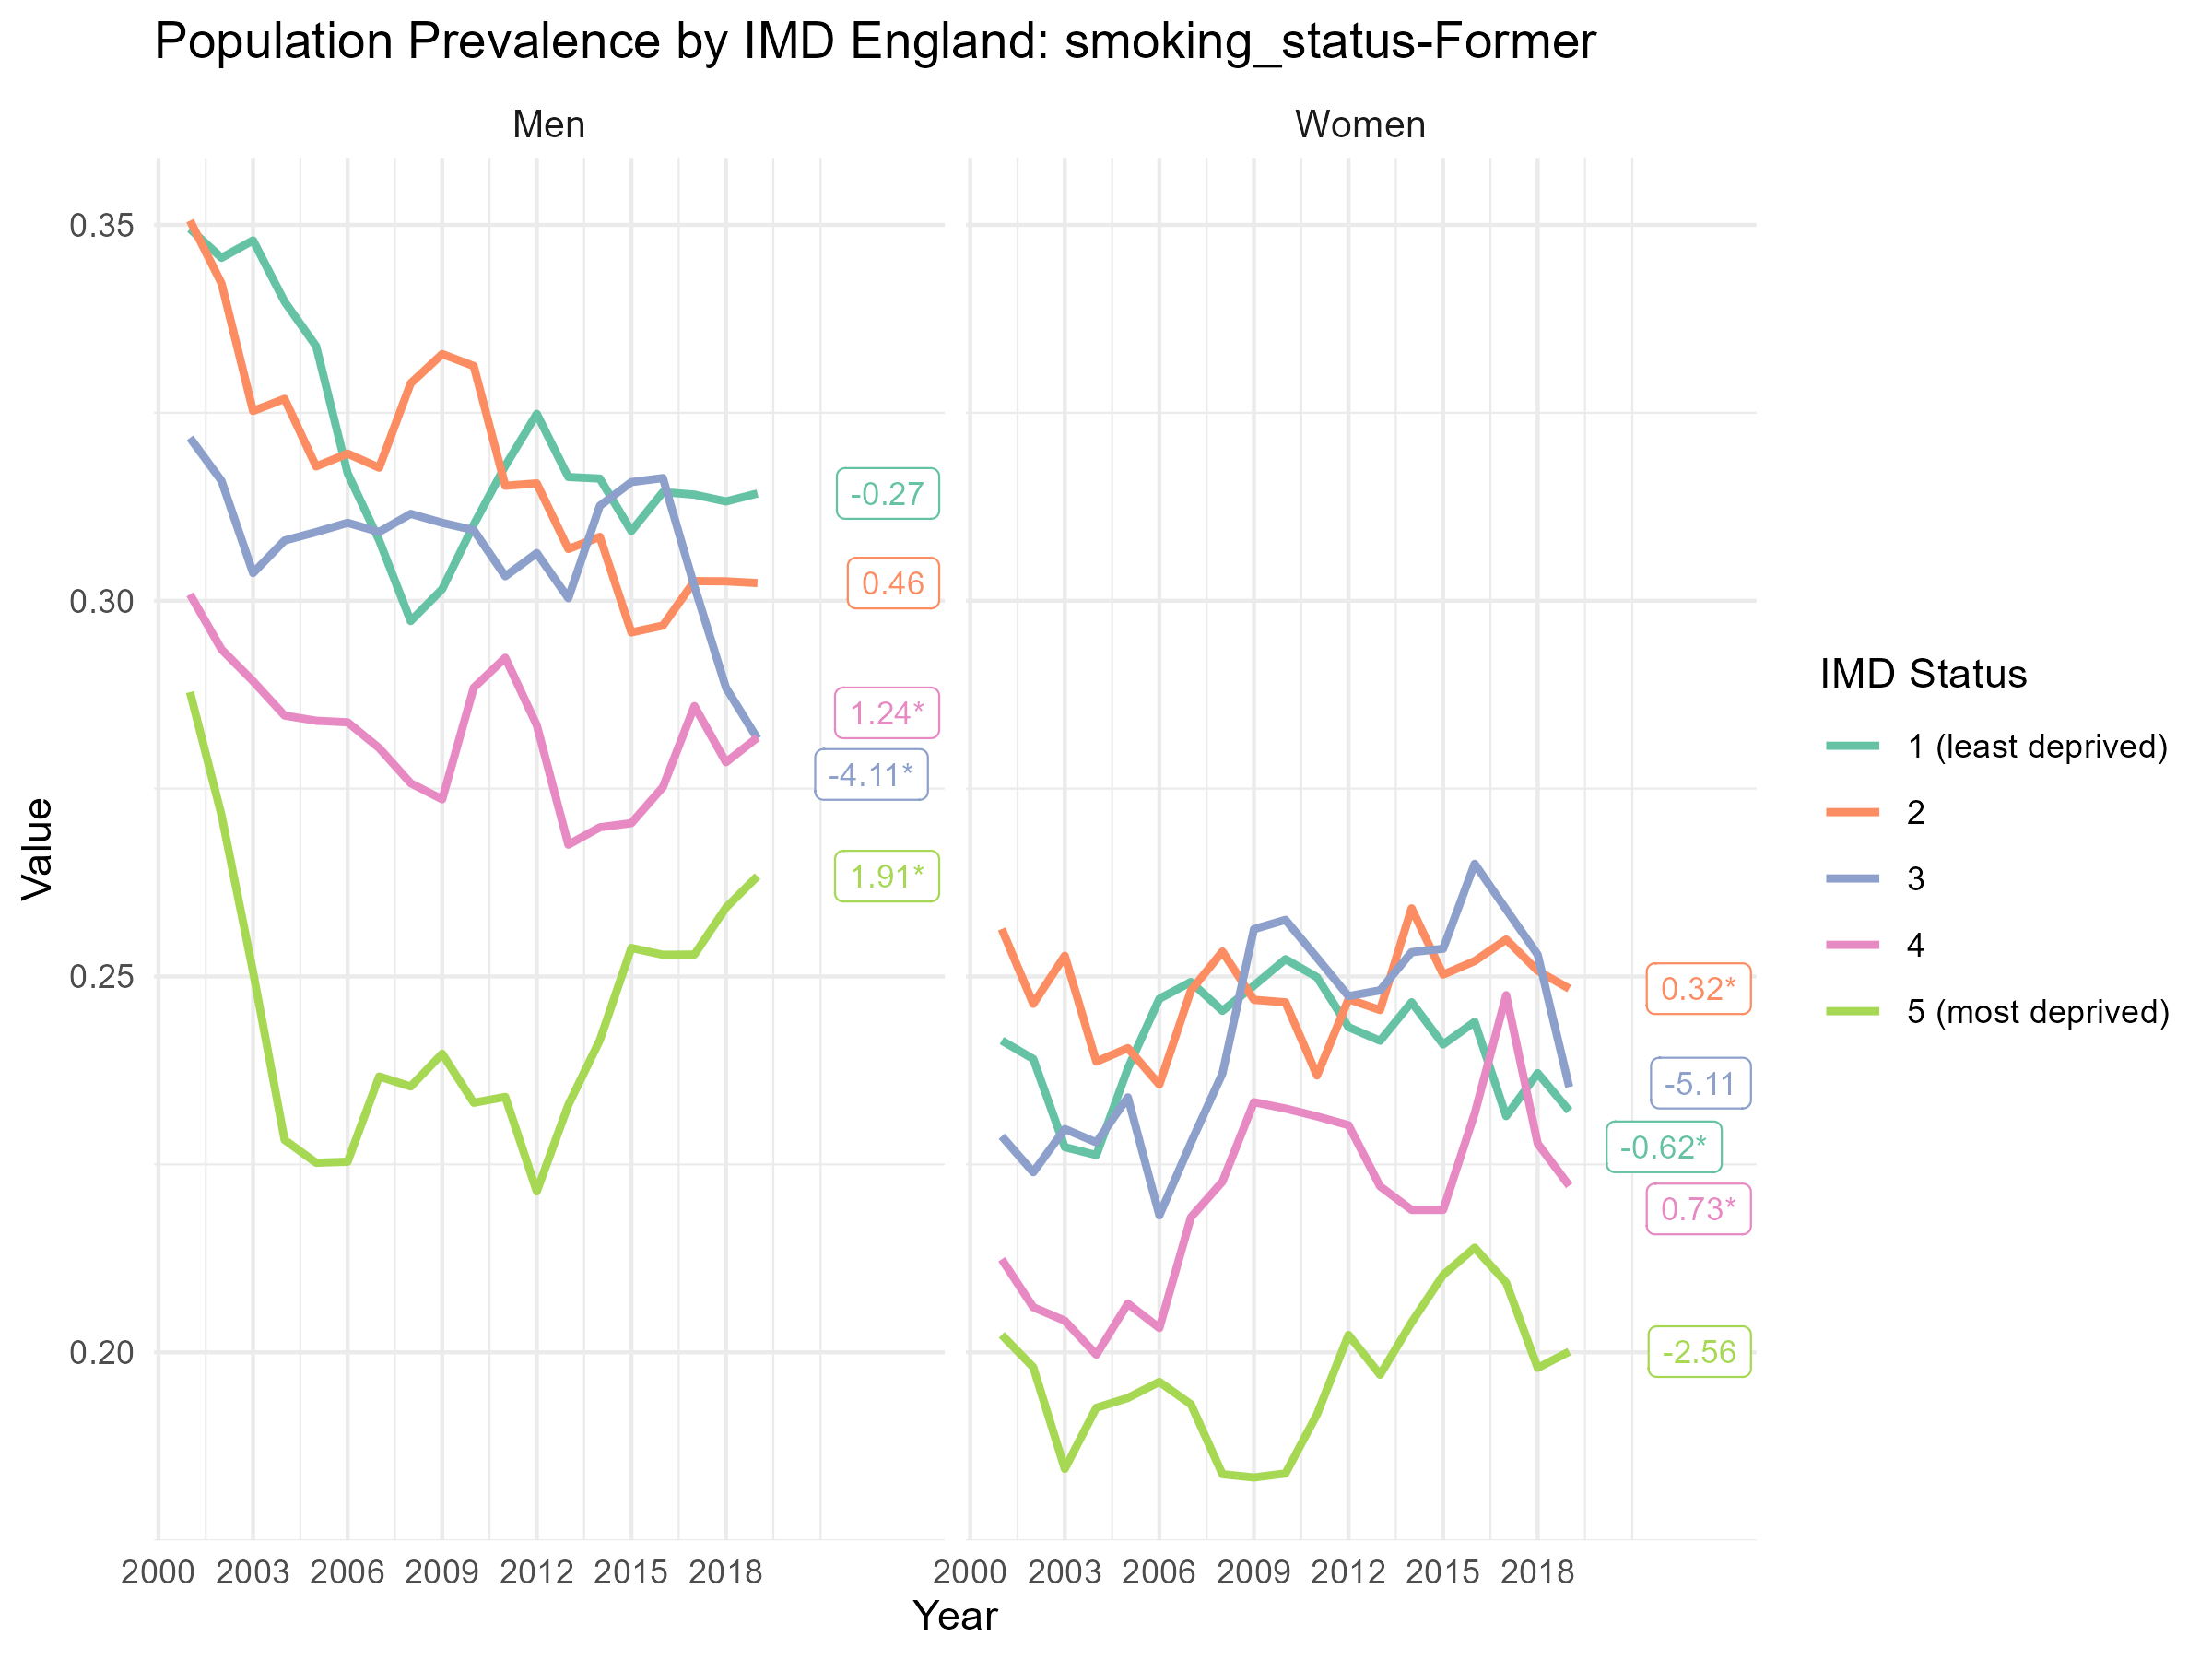 Population Prevalence by IMD England: smoking_status-Former
Men
Women
Value
0.35
0.30
0.25
0.20
-0.27
0.46
1.24*
-4.11*
1.91*
0.32*
-5.11
-0.62*
0.73*
-2.56
2000 2003 2006 2009 2012 2015 2018
2000 2003 2006 2009 2012 2015 2018
Year
IMD Status
1 (least deprived)
2
3
4
5 (most deprived)